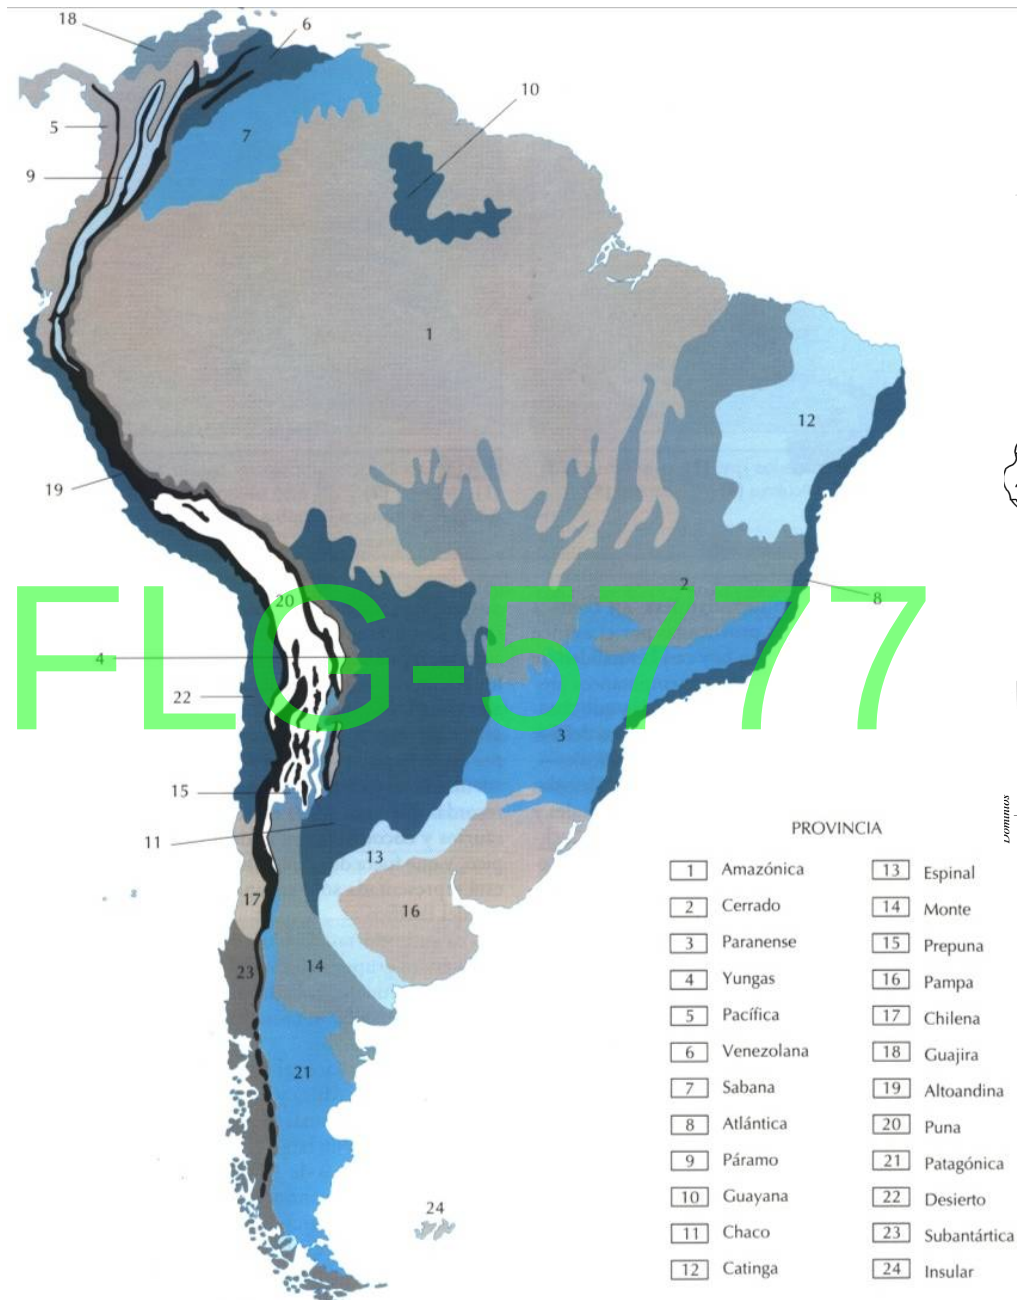 18
6
10
5
7
9
1
12
19
2
20
8
4
22
3
15
11
13
17
16
14
23
21
24
FLG-5777
PROVINCIA
1 Amazónica
2 Cerrado
3 Paranense
4 Yungas
5 Pacífica
6 Venezolana
7 Sabana
8 Atlántica
9 Páramo
10 Guayana
11 Chaco
12 Catinga
13 Espinal
14 Monte
15 Prepuna
16 Pampa
17 Chilena
18 Guajira
19 Altoandina
20 Puna
21 Patagónica
22 Desierto
23 Subantártica
24 Insular
Dominios